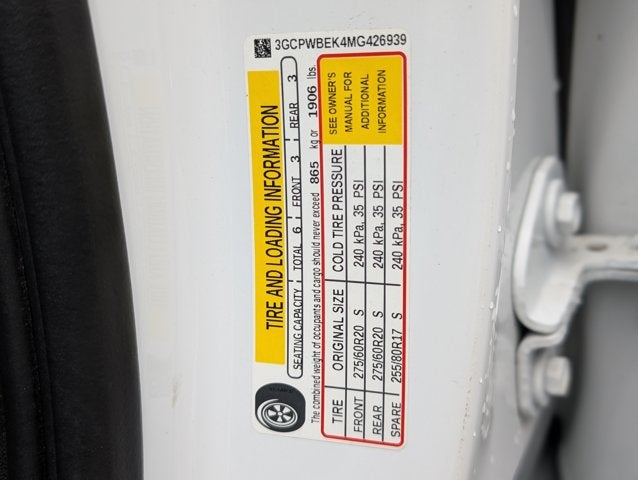 3GCPWBEK4MG426939
TIRE AND LOADING INFORMATION
SEATING CAPACITY TOTAL 6 FRONT 3 REAR 3
The combined weight of occupants and cargo should never exceed 865 kg or 1906 lbs.
TIRE ORIGINAL SIZE COLD TIRE PRESSURE SEE OWNER'S
FRONT 275/60R20 S 240 kPa, 35 PSI MANUAL FOR
REAR 275/60R20 S 240 kPa, 35 PSI ADDITIONAL
SPARE 255/80R17 S 240 kPa, 35 PSI INFORMATION